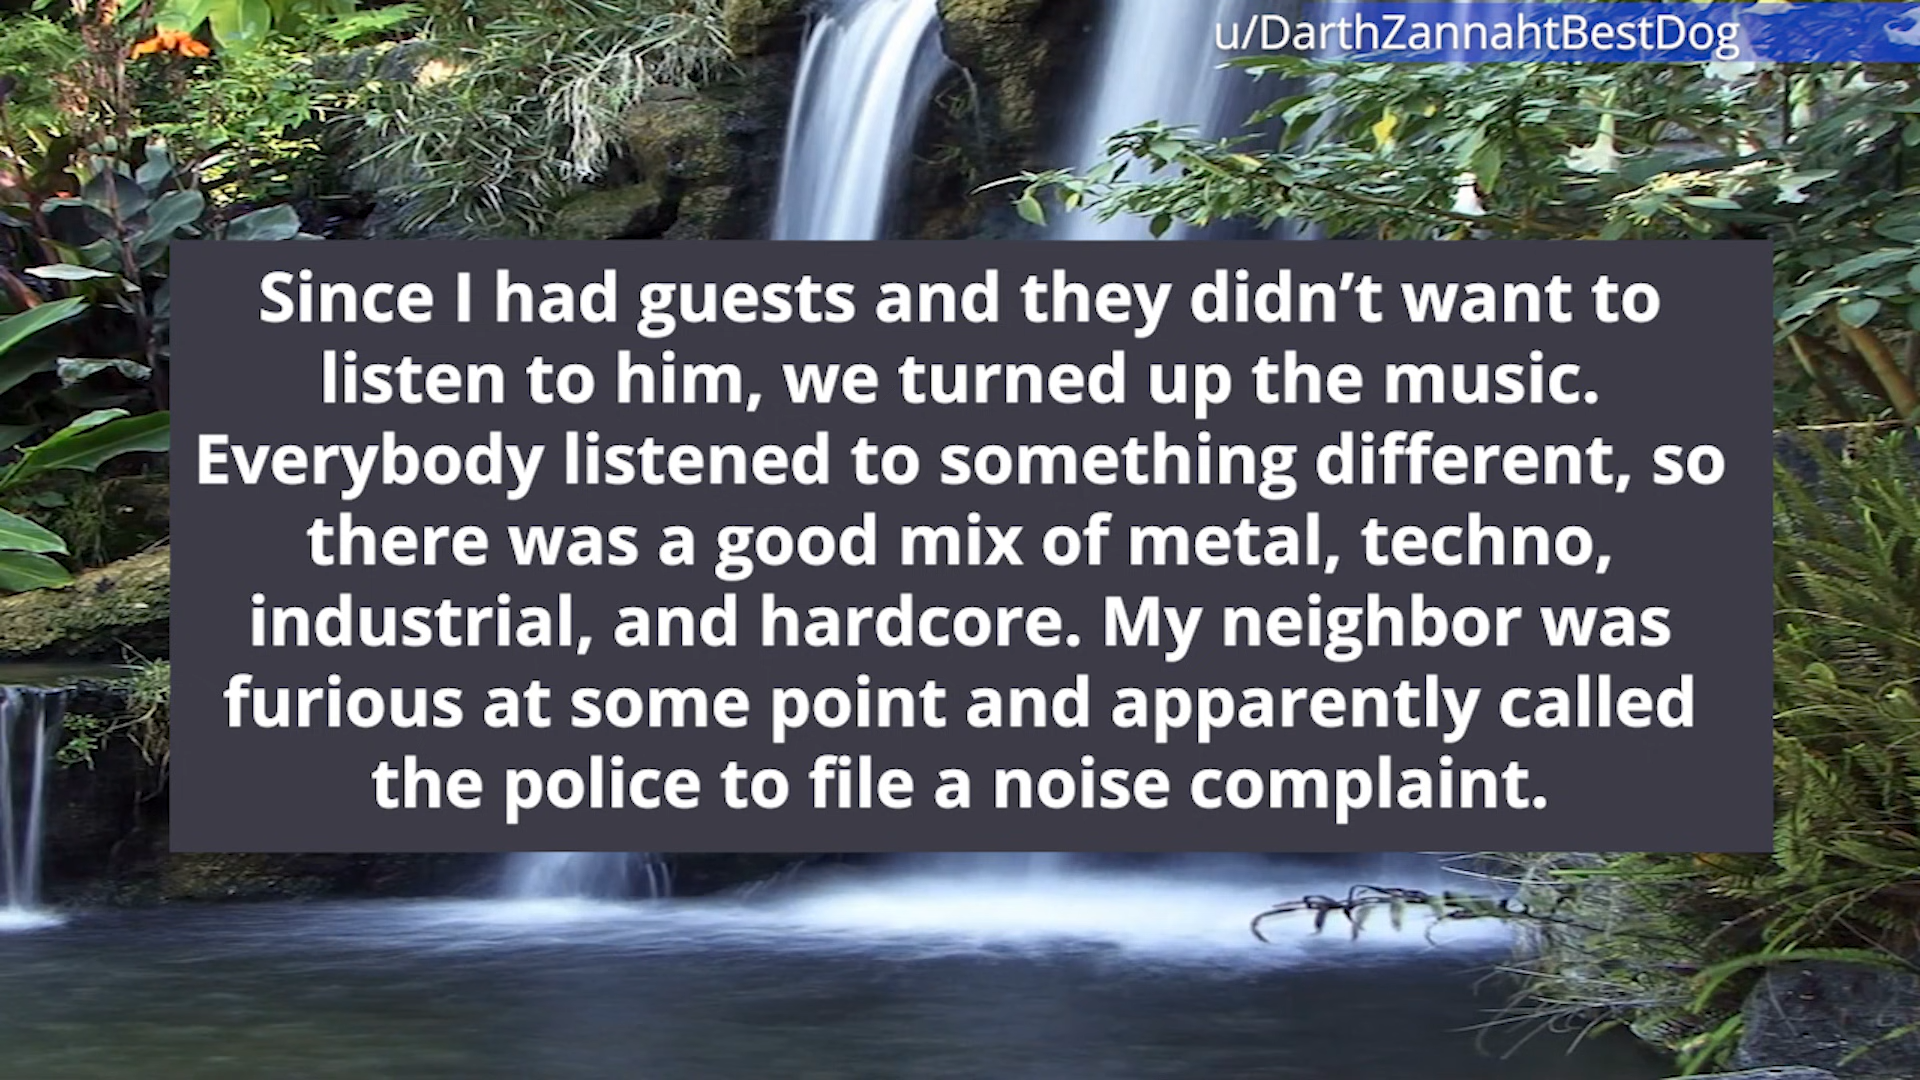 u/DarthZannahtBestDog
Since I had guests and they didn’t want to
listen to him, we turned up the music.
Everybody listened to something different, so
there was a good mix of metal, techno,
industrial, and hardcore. My neighbor was
furious at some point and apparently called
the police to file a noise complaint.